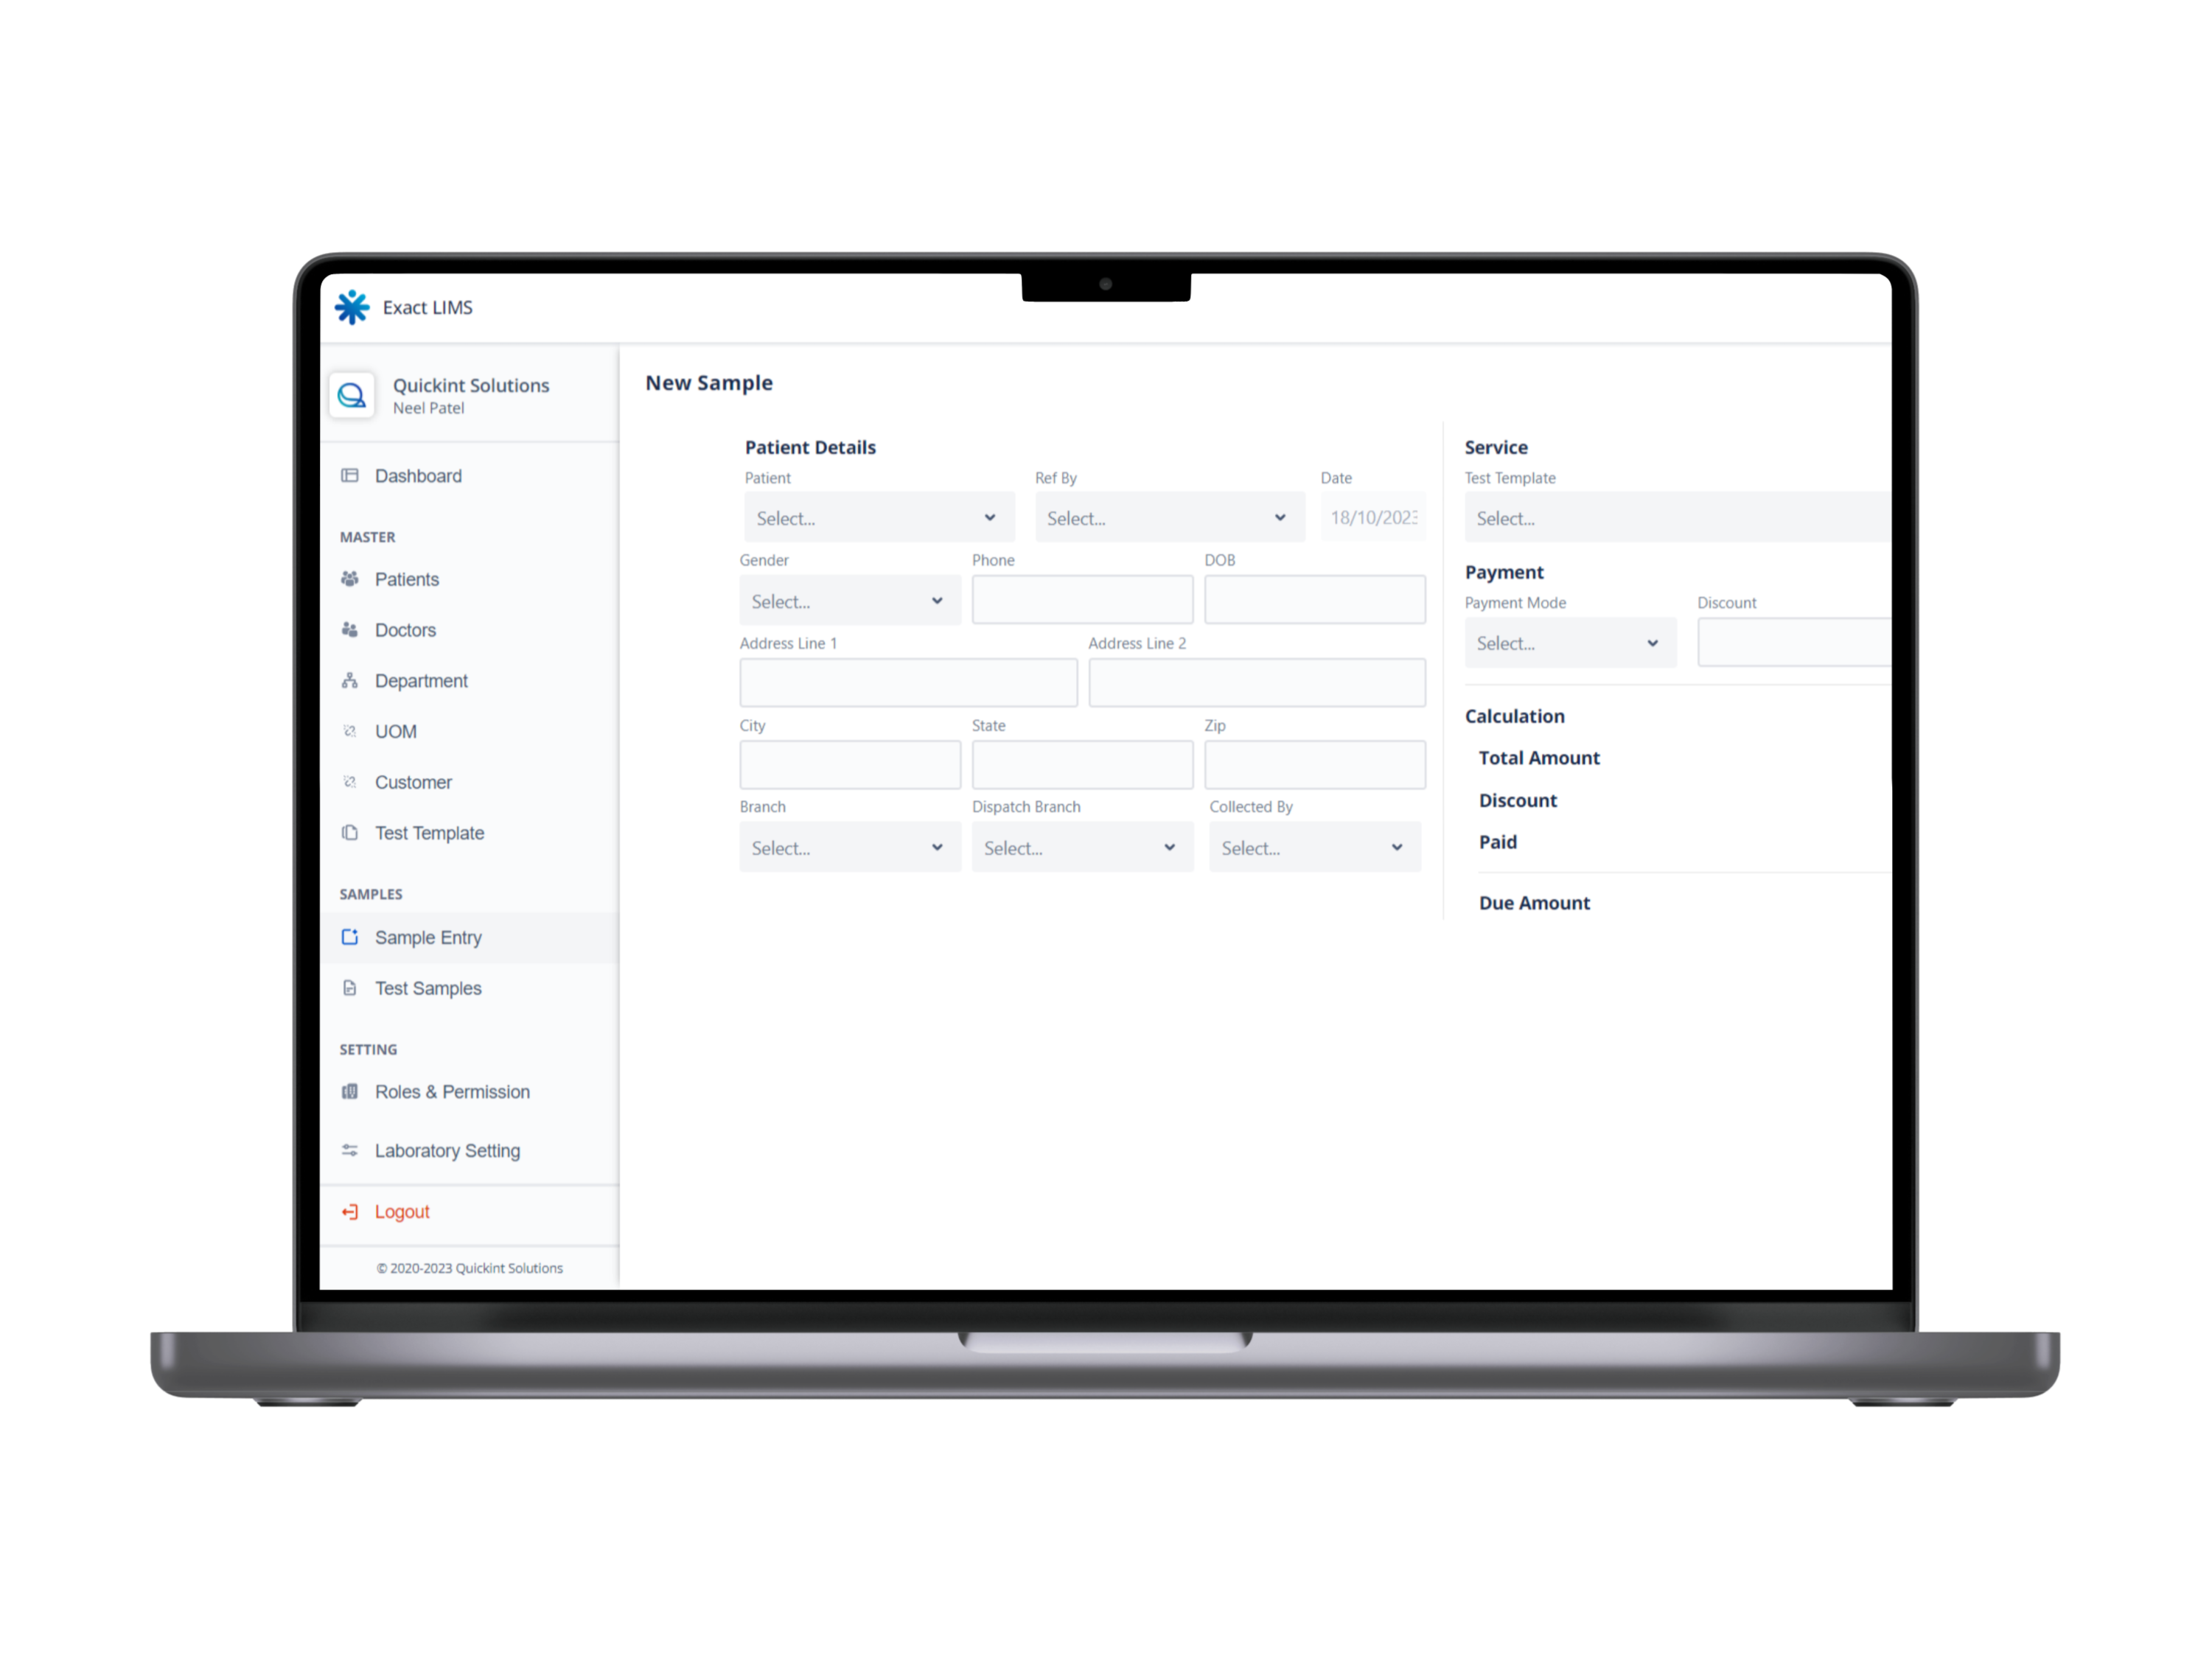 Exact LIMS
Quickint Solutions
Neel Patel
Dashboard
MASTER
Patients
Doctors
Department
UOM
Customer
Test Template
SAMPLES
Sample Entry
Test Samples
SETTING
Roles & Permission
Laboratory Setting
Logout
© 2020-2023 Quickint Solutions
New Sample
Patient Details
Patient Ref By Date
Select... Select... 18/10/2023
Gender Phone DOB
Select...
Address Line 1 Address Line 2
City State Zip
Branch Dispatch Branch Collected By
Select... Select... Select...
Service
Test Template
Select...
Payment
Payment Mode Discount
Select...
Calculation
Total Amount
Discount
Paid
Due Amount